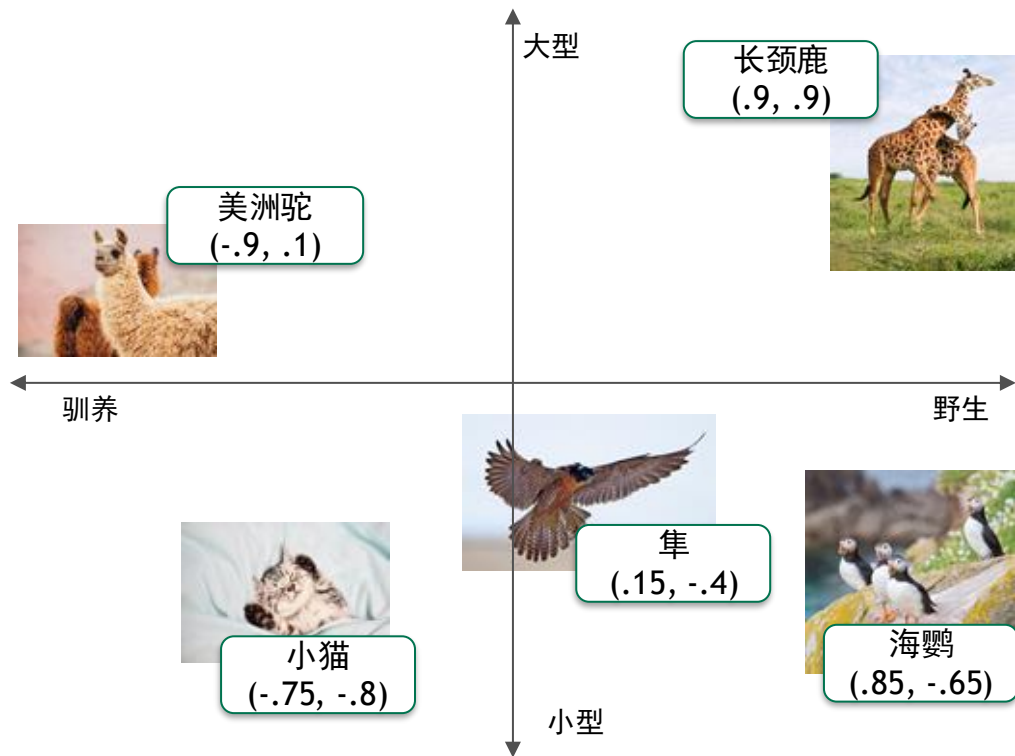 大型
长颈鹿
(.9, .9)
美洲驼
(-.9, .1)
驯养
野生
隼
(.15, -.4)
小猫
(-.75, -.8)
海鹦
(.85, -.65)
小型